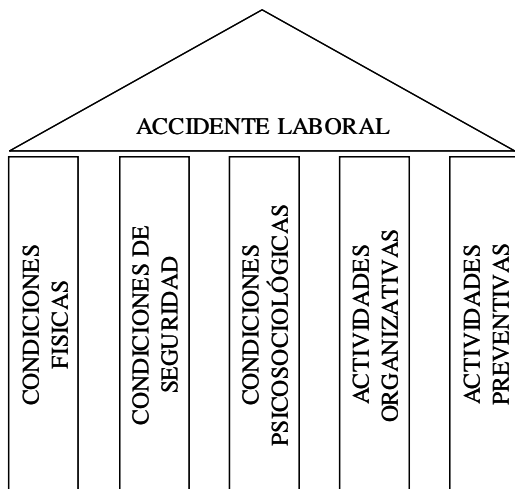 ACCIDENTE LABORAL
CONDICIONES
FISICAS
CONDICIONES DE
SEGURIDAD
CONDICIONES
PSICOSOCIOLÓGICAS
ACTIVIDADES
ORGANIZATIVAS
ACTIVIDADES
PREVENTIVAS